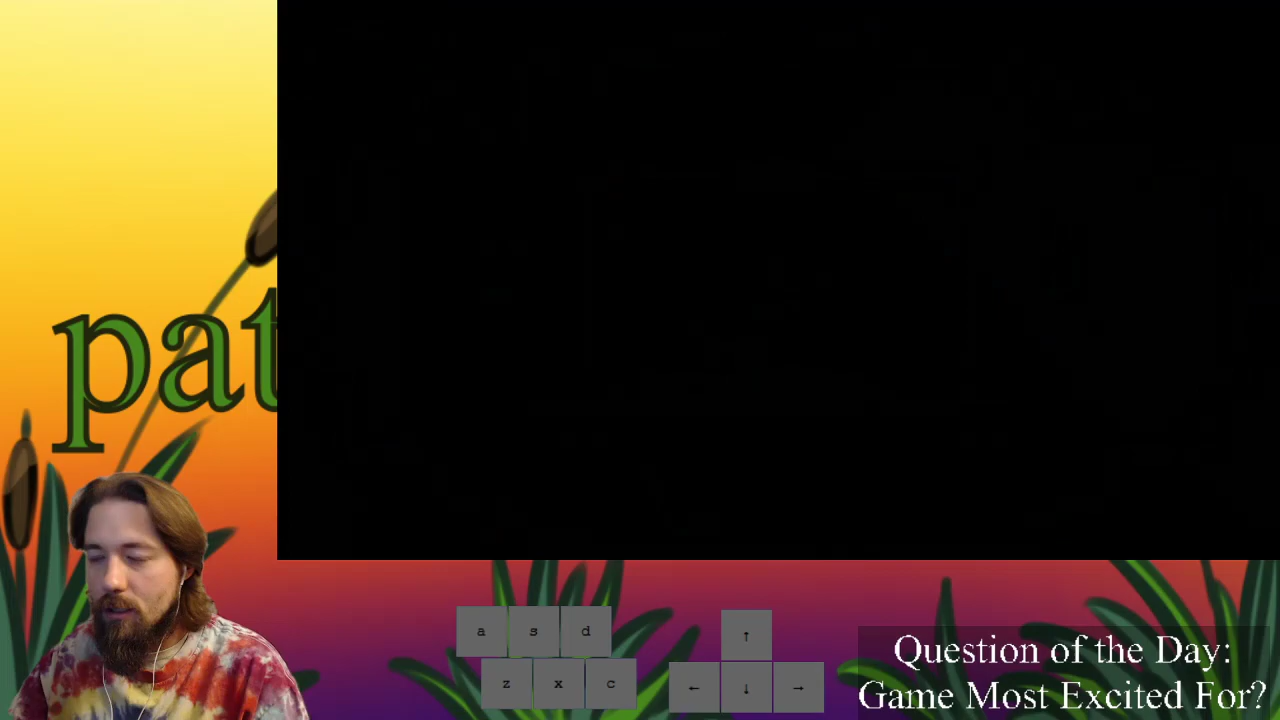 pat
a s d
z x c
↑
← ↓ →
Question of the Day:
Game Most Excited For?